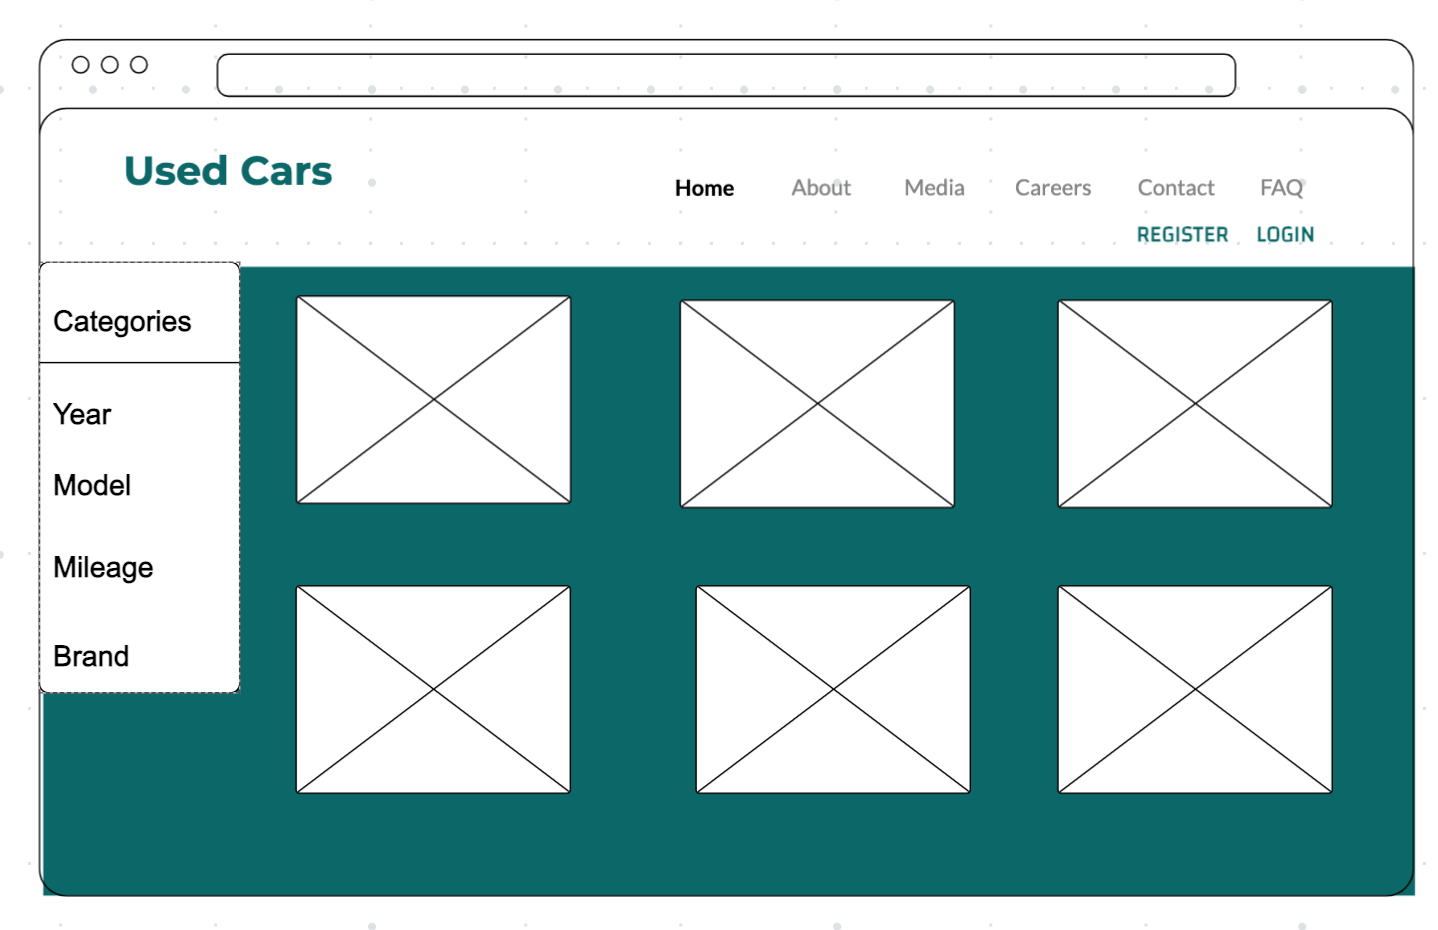 Used Cars
Home About Media Careers Contact FAQ
REGISTER LOGIN
Categories
Year
Model
Mileage
Brand